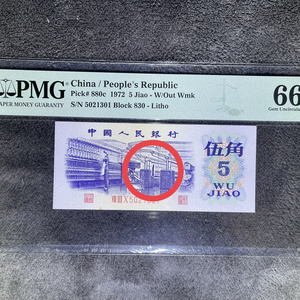 PMG
PAPER MONEY GUARANTY
China / People's Republic
Pick# 880c 1972 5 Jiao - W/Out Wmk
S/N 5021301 Block 830 - Litho
66
Gem Uncircula
中国人民银行
伍角
5
WU
JIAO